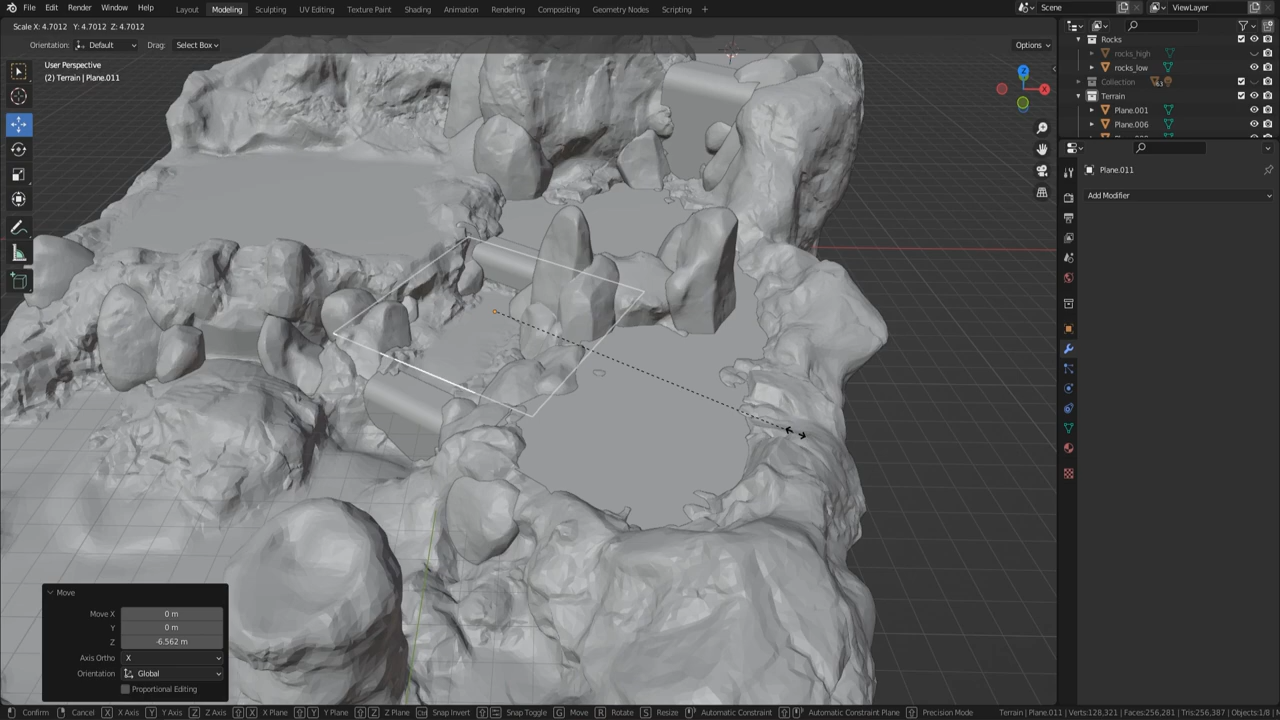 File Edit Render Window Help Layout Modeling Sculpting UV Editing Texture Paint Shading Animation Rendering Compositing Geometry Nodes Scripting + Scene ViewLayer
Scale X: 4.7012 Y: 4.7012 Z: 4.7012
Orientation: Default Drag: Select Box Options
User Perspective
(2) Terrain | Plane.011
Rocks
rocks_high
rocks_low
Collection
Terrain
Plane.001
Plane.006
Plane.011
Add Modifier
Z
X
Move
Move X 0 m
Y 0 m
Z -6.562 m
Axis Ortho X
Orientation Global
Proportional Editing
Confirm Cancel X X Axis Y Y Axis Z Z Axis X X Plane Y Y Plane Z Z Plane Snap Invert Snap Toggle G Move R Rotate S Resize Automatic Constraint Automatic Constraint Plane Precision Mode Terrain | Plane.011 | Verts:128,321 | Faces:256,281 | Tris:256,387 | Objects:1/8 |